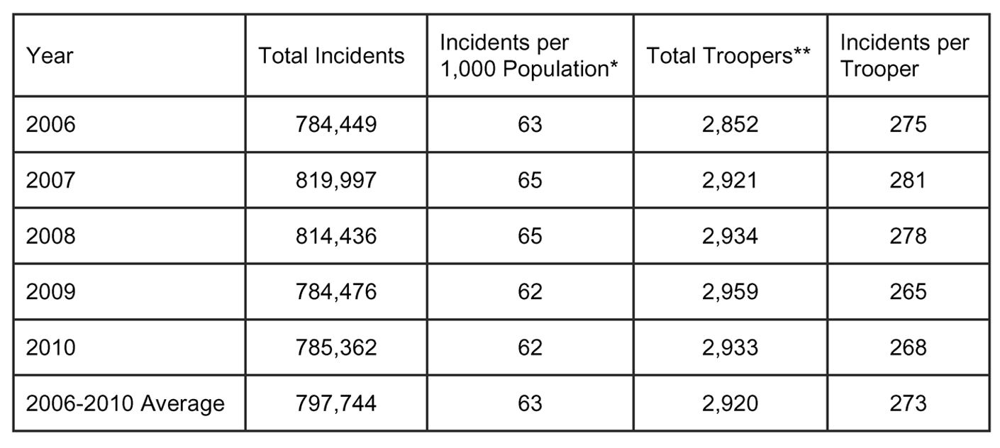 Year Total Incidents Incidents per 1,000 Population* Total Troopers** Incidents per Trooper
2006 784,449 63 2,852 275
2007 819,997 65 2,921 281
2008 814,436 65 2,934 278
2009 784,476 62 2,959 265
2010 785,362 62 2,933 268
2006-2010 Average 797,744 63 2,920 273